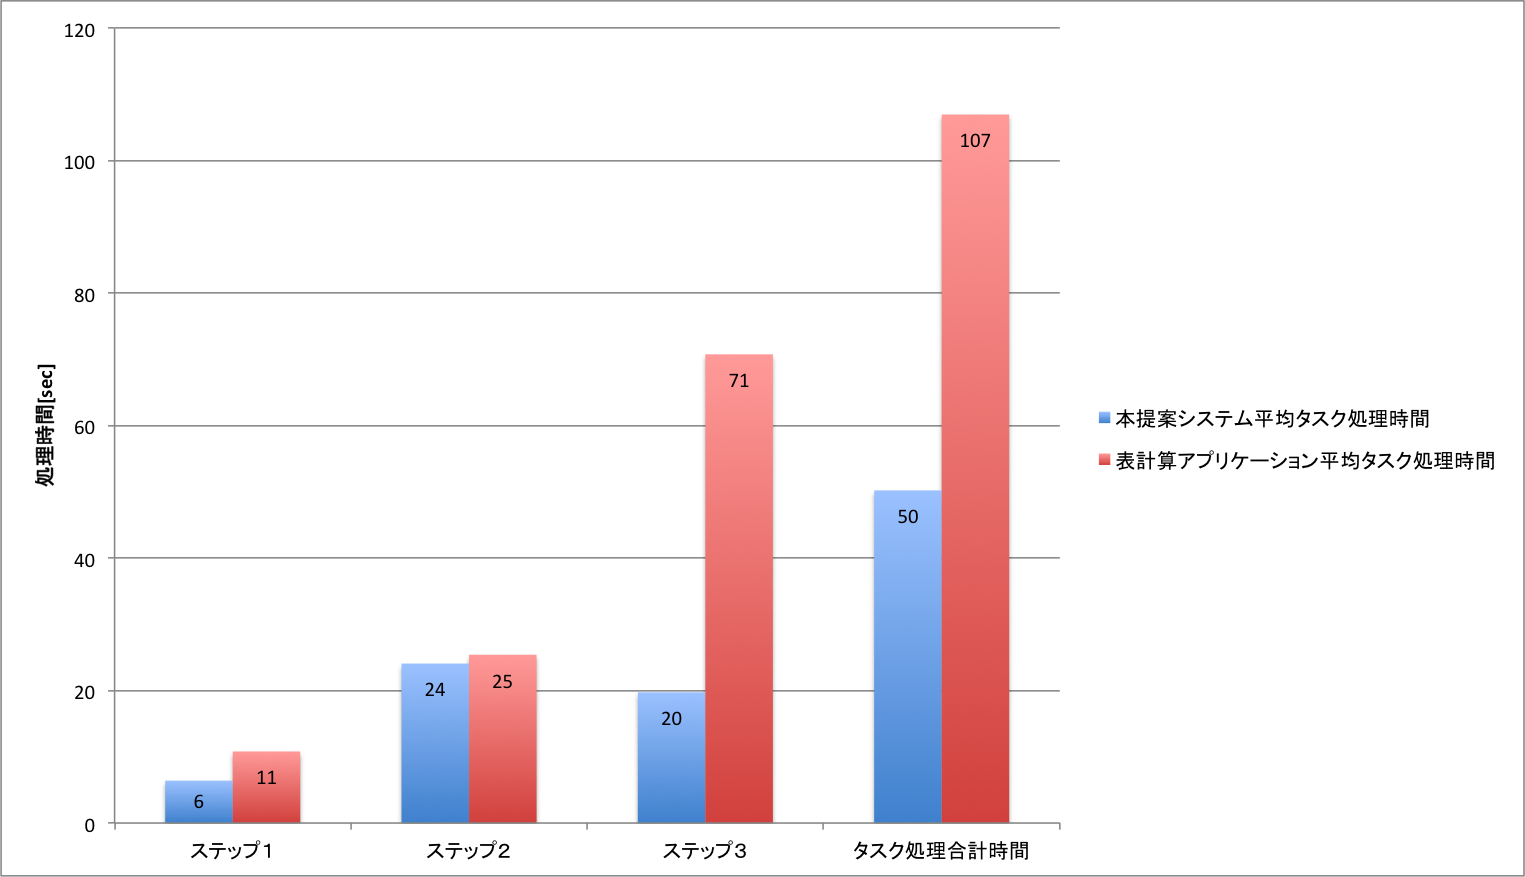 120
100
80
60
40
20
0
処理時間[sec]
6
11
24
25
20
71
50
107
ステップ１
ステップ２
ステップ３
タスク処理合計時間
本提案システム平均タスク処理時間
表計算アプリケーション平均タスク処理時間